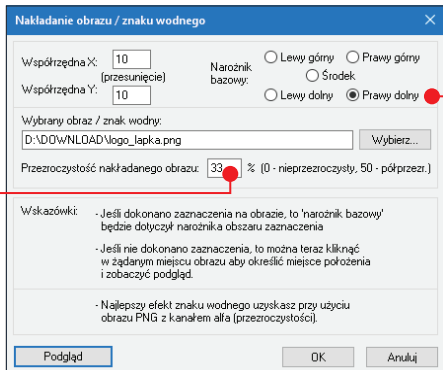 Nakładanie obrazu / znaku wodnego
Współrzędna X: 10
(przesunięcie)
Współrzędna Y: 10
Narożnik
bazowy:
Lewy górny Prawy górny
Środek
Lewy dolny Prawy dolny
Wybrany obraz / znak wodny:
D:\DOWNLOAD\logo_lapka.png Wybierz...
Przezroczystość nakładanego obrazu: 33 % (0 - nieprzezroczysty, 50 - półprzezr.)
Wskazówki: - Jeśli dokonano zaznaczenia na obrazie, to 'narożnik bazowy'
będzie dotyczył narożnika obszaru zaznaczenia
- Jeśli nie dokonano zaznaczenia, to można teraz kliknąć
w żądanym miejscu obrazu aby określić miejsce położenia
i zobaczyć podgląd.
- Najlepszy efekt znaku wodnego uzyskasz przy użyciu
obrazu PNG z kanałem alfa (przezroczystości).
Podgląd OK Anuluj